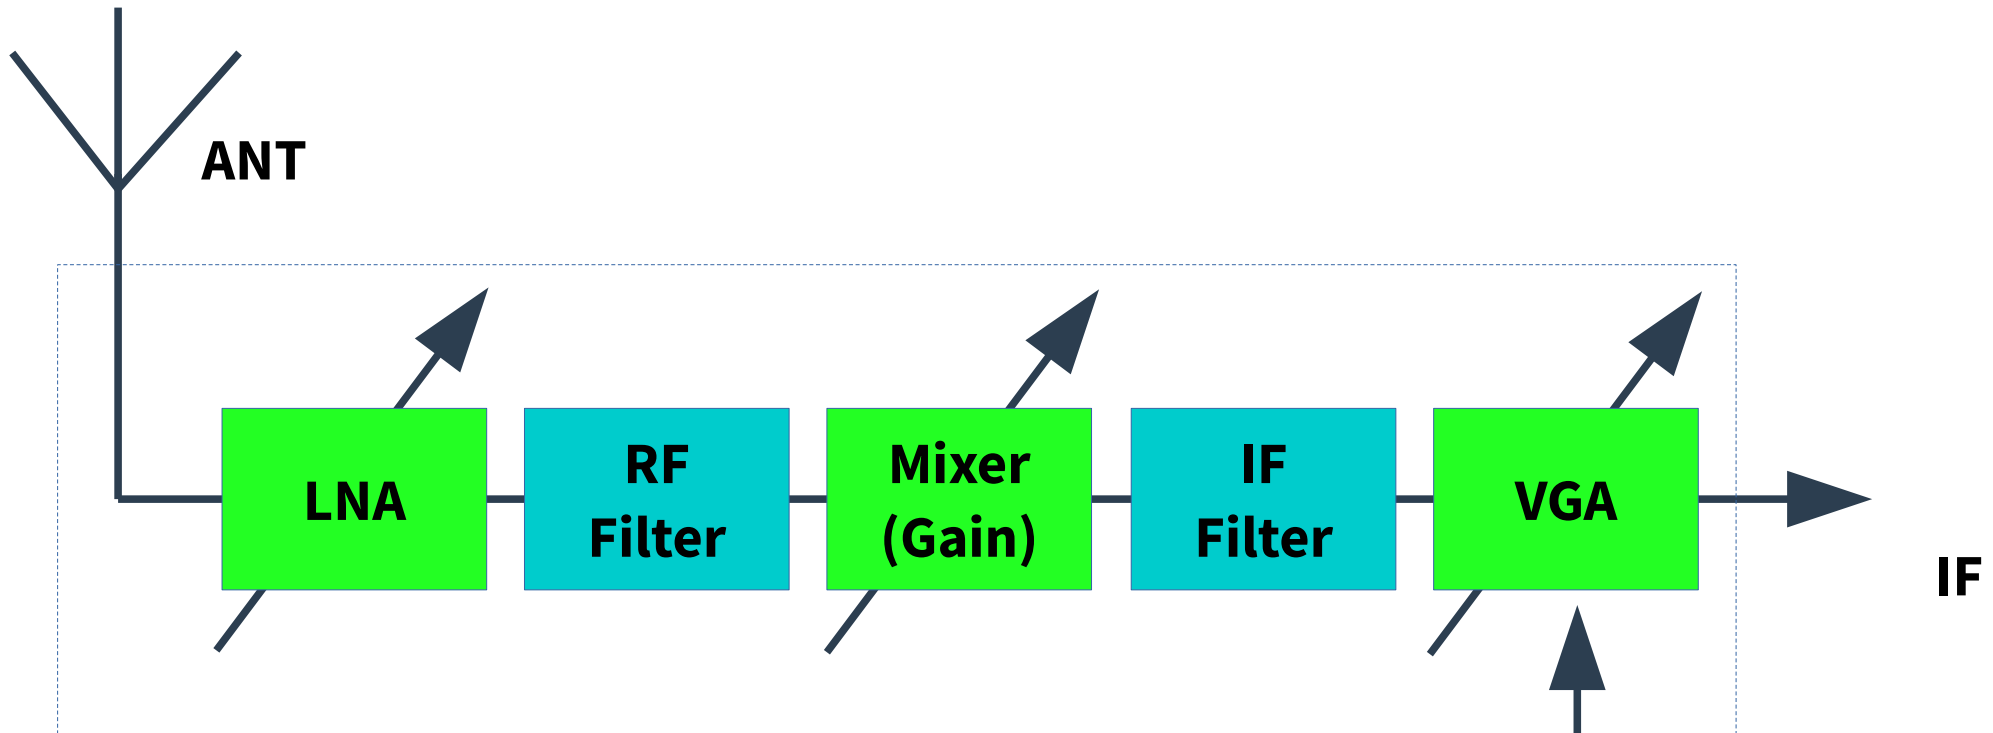 ANT
LNA
RF
Filter
Mixer
(Gain)
IF
Filter
VGA
IF